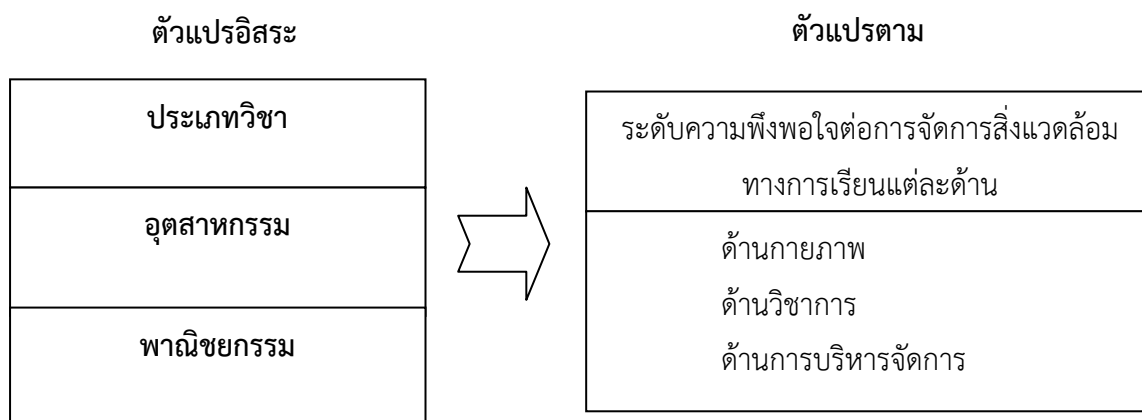 ตัวแปรอิสระ
ประเภทวิชา
อุตสาหกรรม
พาณิชยกรรม
ตัวแปรตาม
ระดับความพึงพอใจต่อการจัดการสิ่งแวดล้อม
ทางการเรียนแต่ละด้าน
ด้านกายภาพ
ด้านวิชาการ
ด้านการบริหารจัดการ